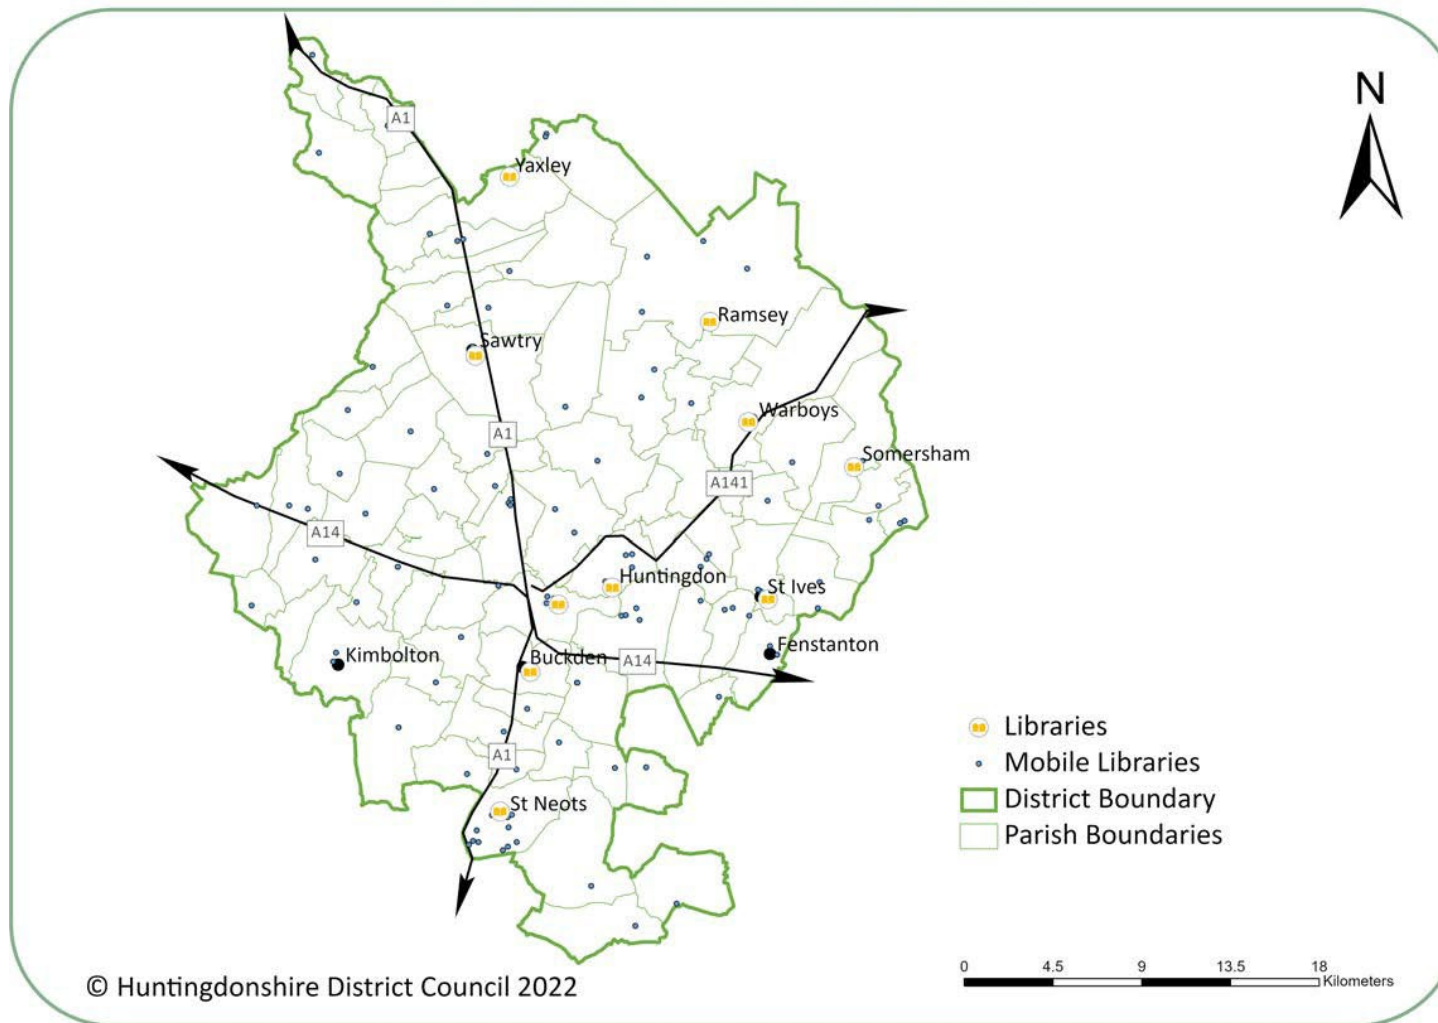 N
A1
Yaxley
Ramsey
Sawtry
Warboys
A1
Somersham
A141
A14
Huntingdon
St Ives
Kimbolton
Buckden
A14
Fenstanton
A1
St Neots
Libraries
Mobile Libraries
District Boundary
Parish Boundaries
0 4.5 9 13.5 18
Kilometers
© Huntingdonshire District Council 2022